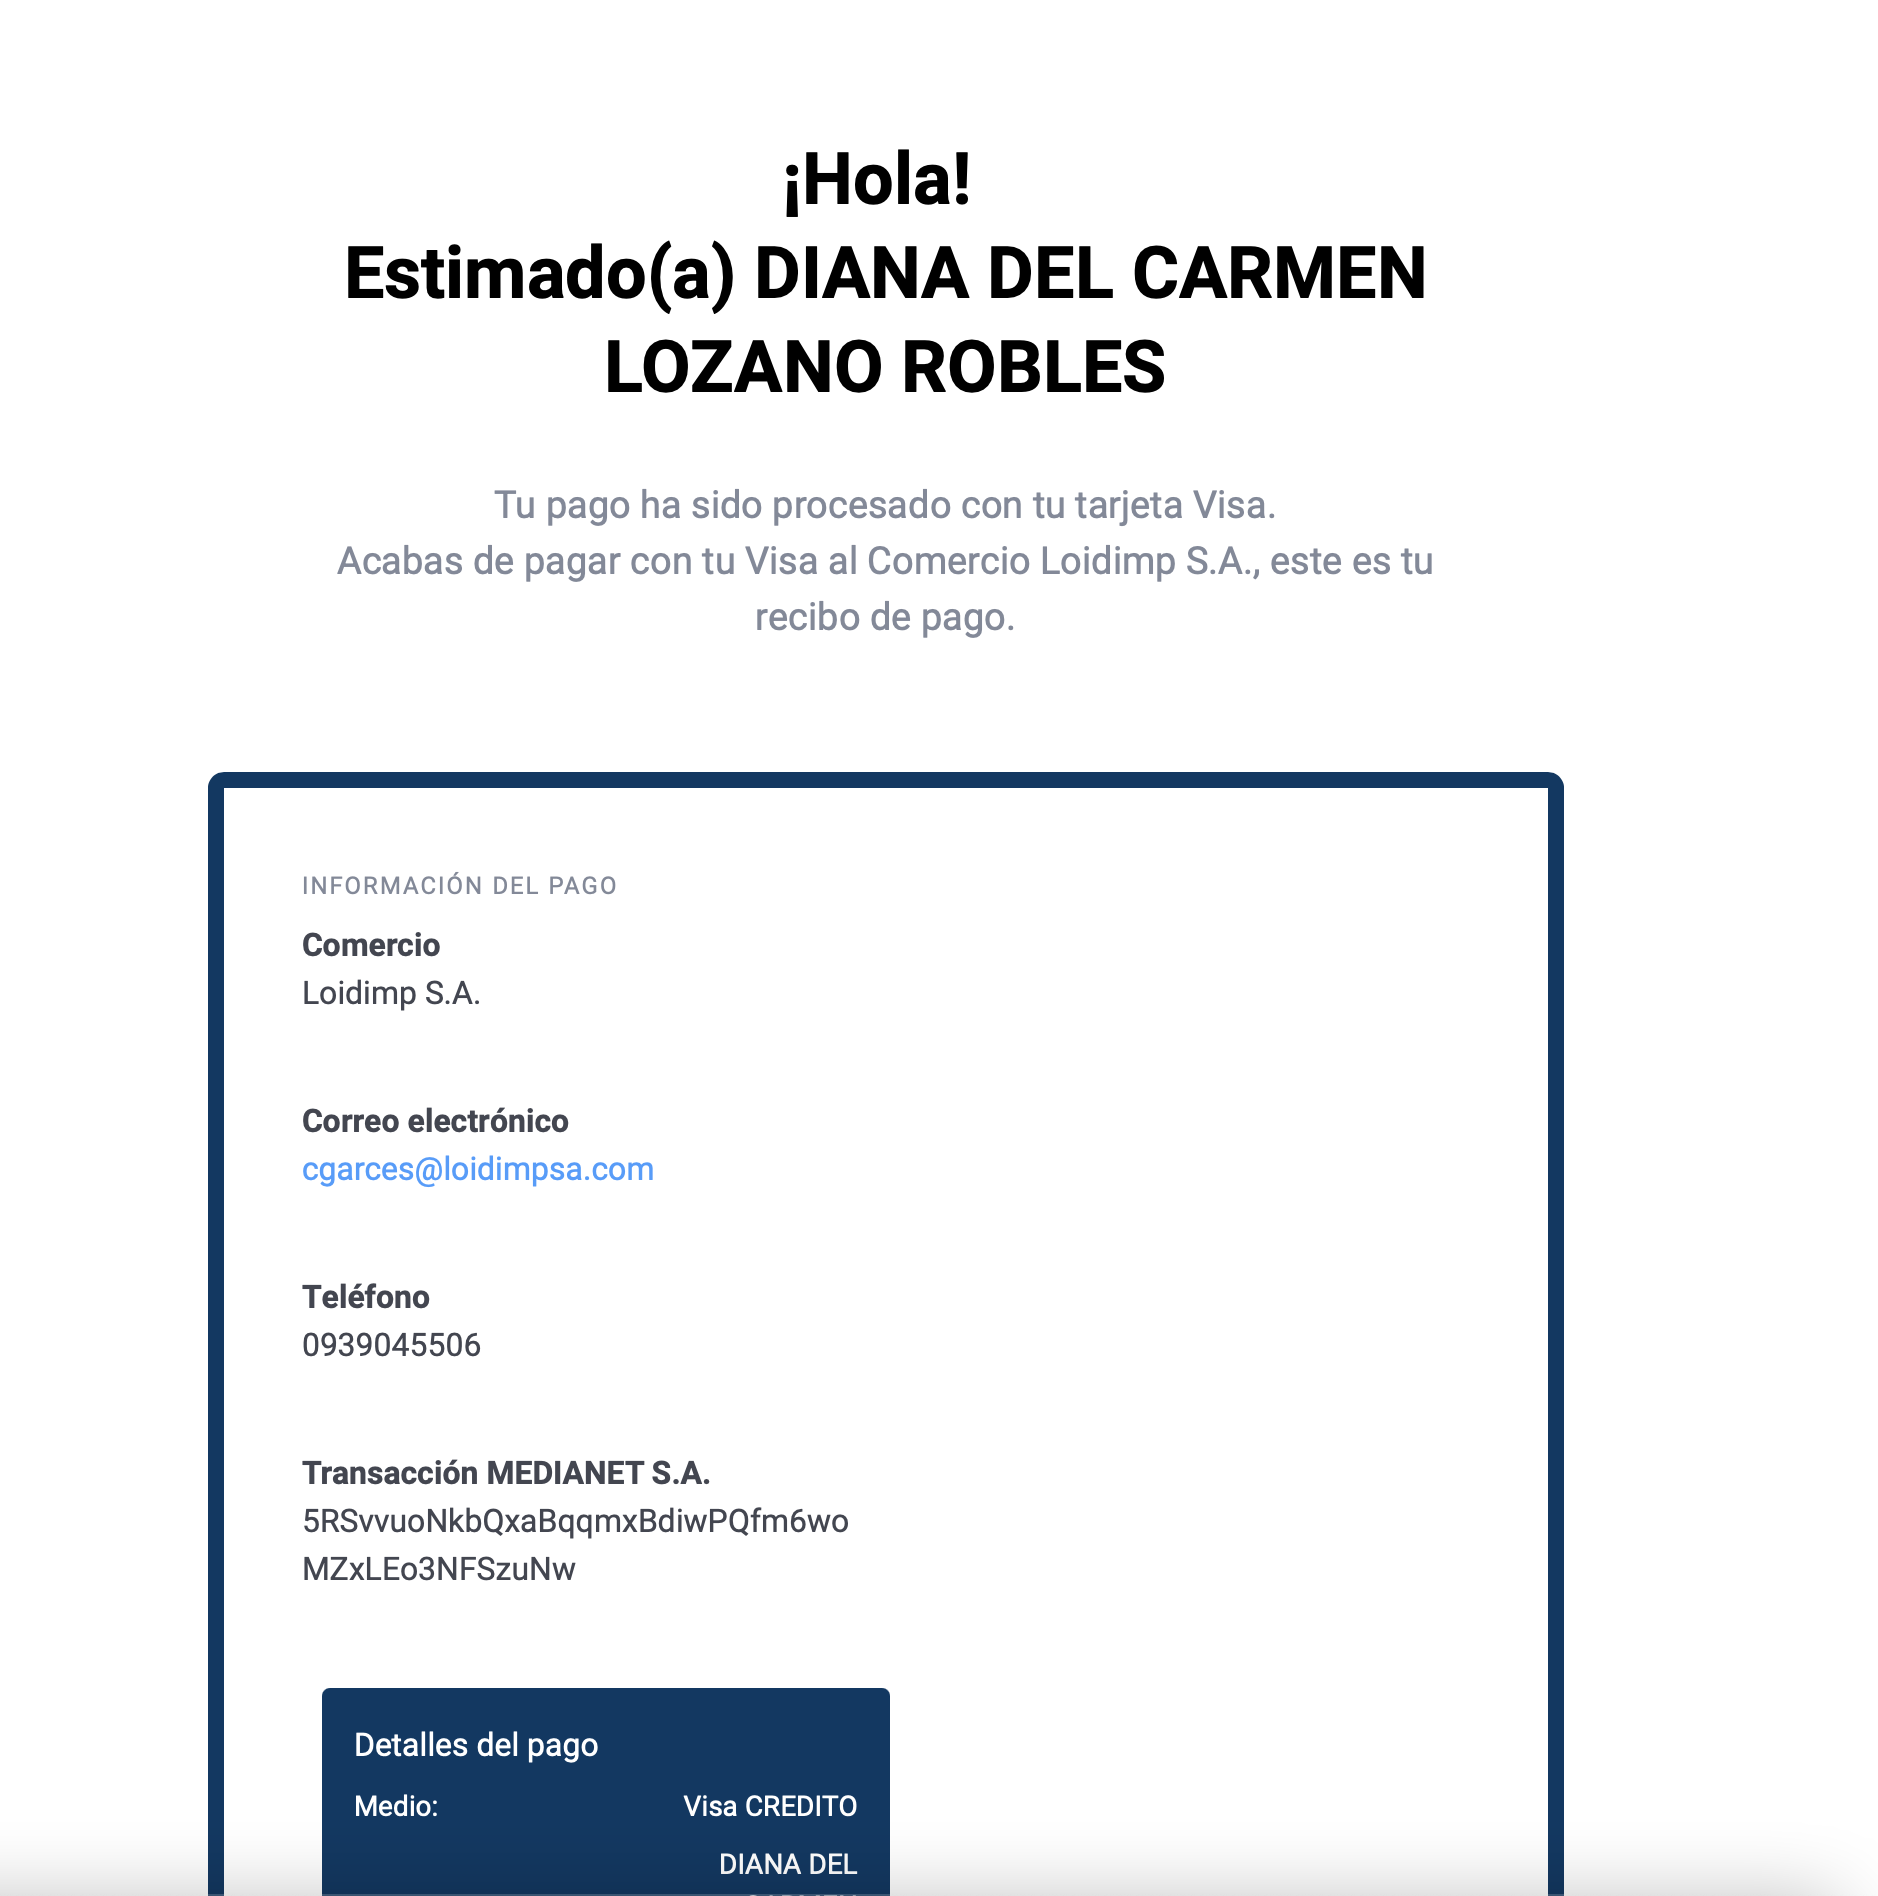 ¡Hola!
Estimado(a) DIANA DEL CARMEN
LOZANO ROBLES
Tu pago ha sido procesado con tu tarjeta Visa.
Acabas de pagar con tu Visa al Comercio Loidimp S.A., este es tu
recibo de pago.
INFORMACIÓN DEL PAGO
Comercio
Loidimp S.A.
Correo electrónico
cgarces@loidimpsa.com
Teléfono
0939045506
Transacción MEDIANET S.A.
5RSvvuoNkbQxaBqqmxBdiwPQfm6wo
MZxLEo3NFSzuNw
Detalles del pago
Medio: Visa CREDITO
DIANA DEL